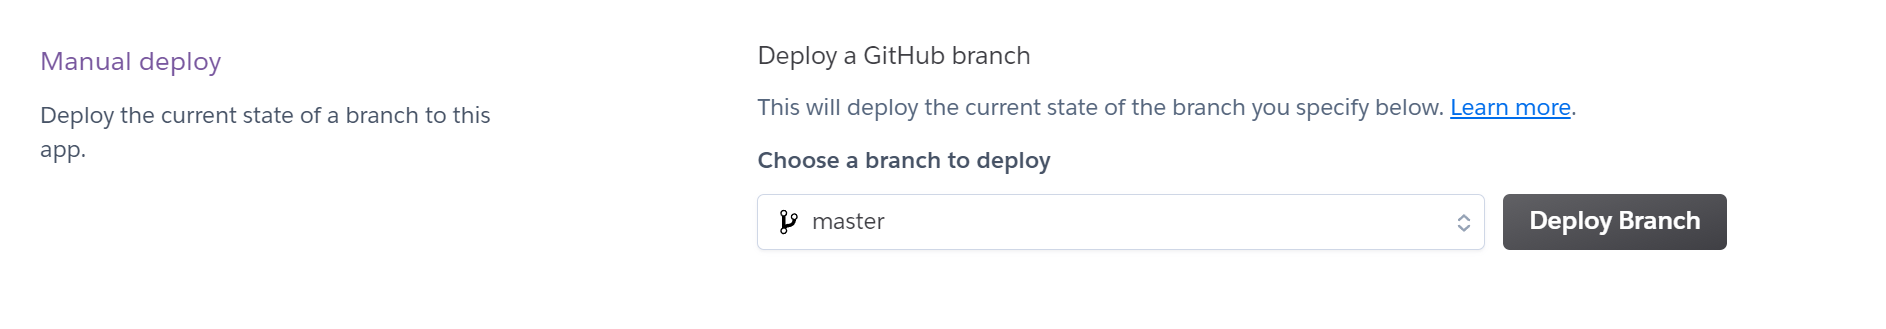 Manual deploy
Deploy the current state of a branch to this
app.
Deploy a GitHub branch
This will deploy the current state of the branch you specify below. Learn more.
Choose a branch to deploy
master
Deploy Branch